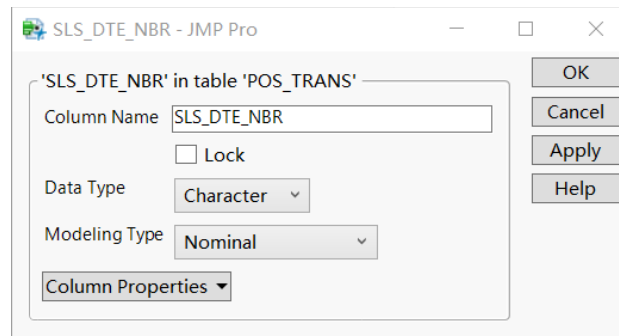 SLS_DTE_NBR - JMP Pro
'SLS_DTE_NBR' in table 'POS_TRANS'
Column Name SLS_DTE_NBR
Lock
Data Type Character
Modeling Type Nominal
Column Properties
OK
Cancel
Apply
Help